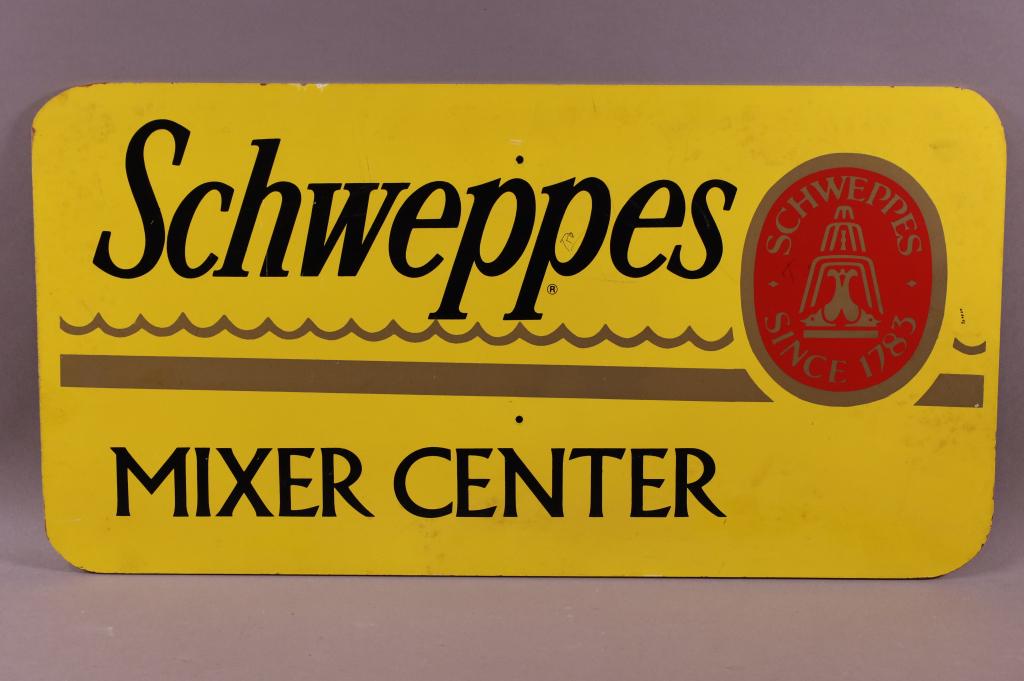 Schweppes®
SCHWEPPES
SINCE 1783
MIXER CENTER